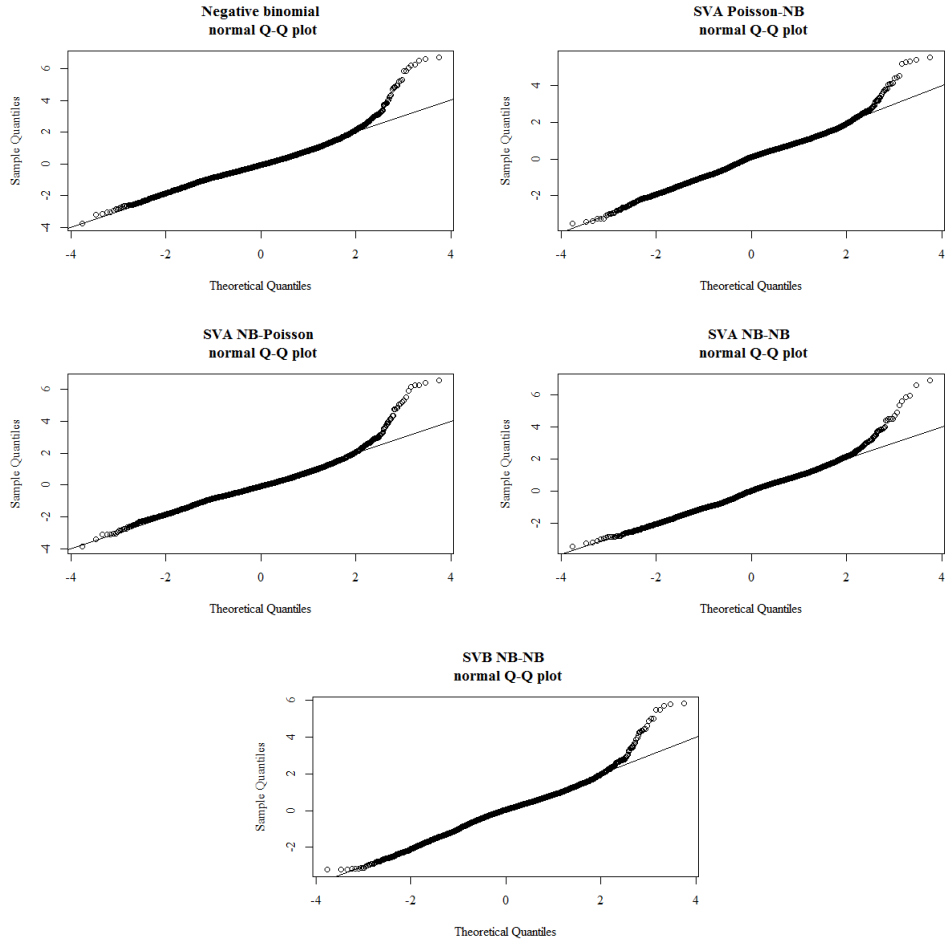 Negative binomial
normal Q-Q plot
Sample Quantiles
6
4
2
0
-2
-4
-4 -2 0 2 4
Theoretical Quantiles
SVA Poisson-NB
normal Q-Q plot
Sample Quantiles
4
2
0
-2
-4 -2 0 2 4
Theoretical Quantiles
SVA NB-Poisson
normal Q-Q plot
Sample Quantiles
6
4
2
0
-2
-4
-4 -2 0 2 4
Theoretical Quantiles
SVA NB-NB
normal Q-Q plot
Sample Quantiles
6
4
2
0
-2
-4 -2 0 2 4
Theoretical Quantiles
SVB NB-NB
normal Q-Q plot
Sample Quantiles
6
4
2
0
-2
-4 -2 0 2 4
Theoretical Quantiles